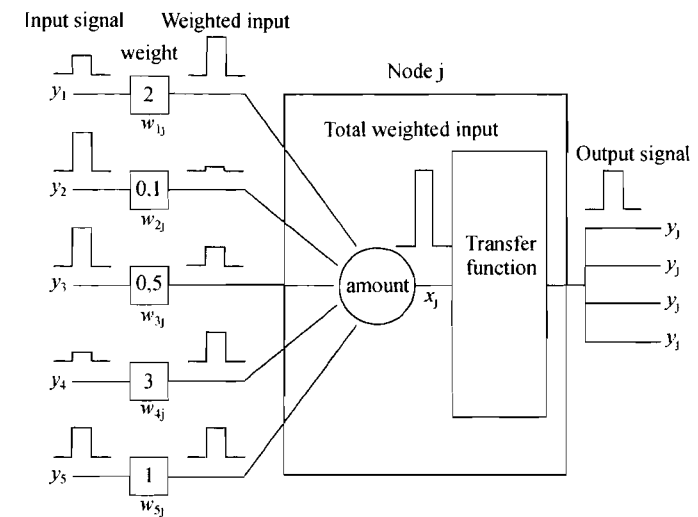 Input signal
Weighted input
weight
Node j
Total weighted input
Output signal
y1
2
w1j
y2
0,1
w2j
y3
0,5
w3j
y4
3
w4j
y5
1
w5j
amount
xj
Transfer
function
yj
yj
yj
yj